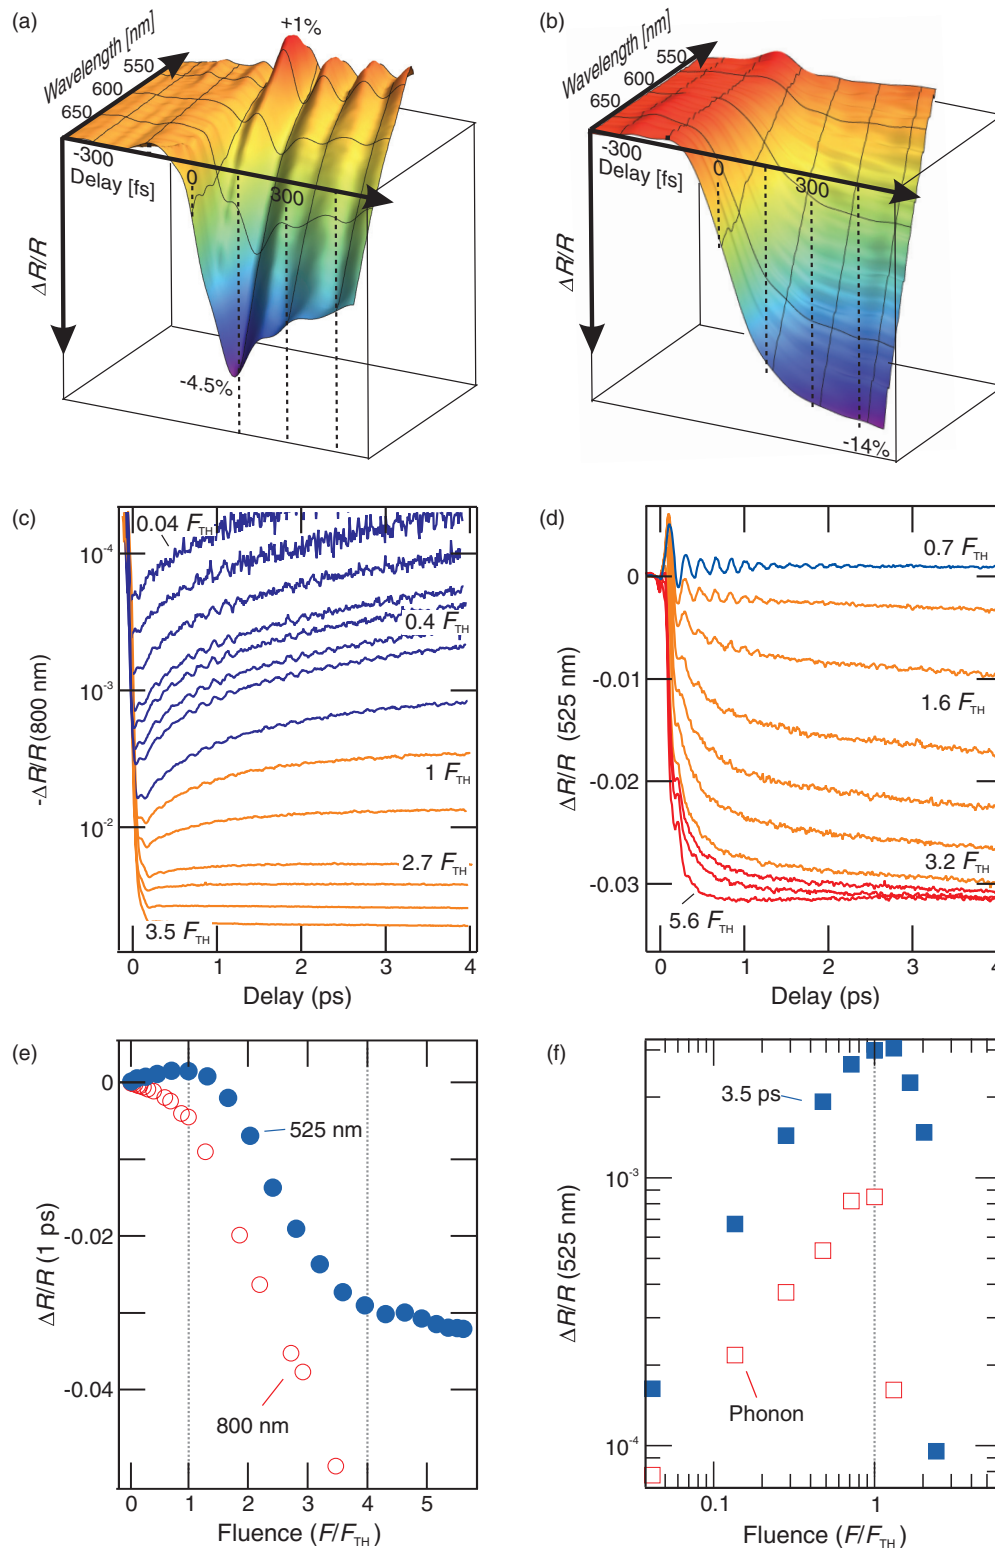 (a)
+1%
Wavelength [nm]
550
600
650
-300
Delay [fs]
0
300
ΔR/R
-4.5%
(b)
Wavelength [nm]
550
600
650
-300
Delay [fs]
0
300
ΔR/R
-14%
(c)
0.04 F_TH
10^-4
0.4 F_TH
10^-3
-ΔR/R (800 nm)
1 F_TH
10^-2
2.7 F_TH
3.5 F_TH
0 1 2 3 4
Delay (ps)
(d)
0.7 F_TH
0
-0.01
1.6 F_TH
ΔR/R (525 nm)
-0.02
3.2 F_TH
-0.03
5.6 F_TH
0 1 2 3 4
Delay (ps)
(e)
0
525 nm
-0.02
ΔR/R (1 ps)
-0.04
800 nm
0 1 2 3 4 5
Fluence (F/F_TH)
(f)
3.5 ps
10^-3
ΔR/R (525 nm)
Phonon
10^-4
0.1 1
Fluence (F/F_TH)